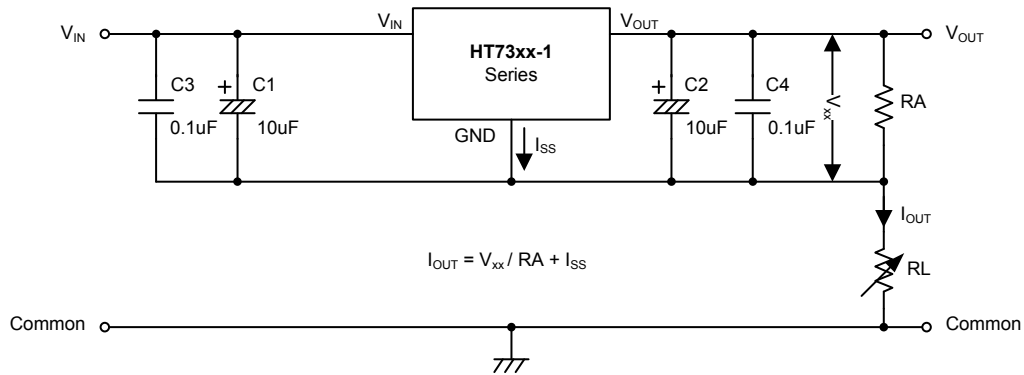 V_IN
V_IN
HT73xx-1
Series
V_OUT
V_OUT
C3
0.1uF
+ C1
10uF
GND
I_SS
+ C2
10uF
C4
0.1uF
V_xx
RA
I_OUT
I_OUT = V_xx / RA + I_SS
RL
Common
Common